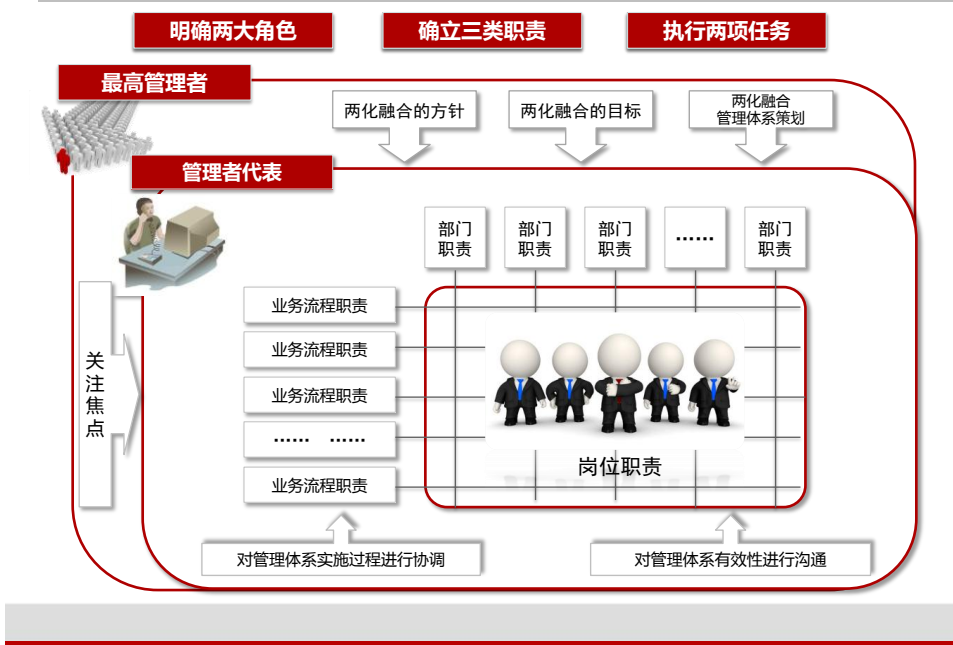 明确两大角色
确立三类职责
执行两项任务
最高管理者
两化融合的方针
两化融合的目标
两化融合
管理体系策划
管理者代表
部门
职责
部门
职责
部门
职责
……
部门
职责
关注焦点
业务流程职责
业务流程职责
业务流程职责
…… ……
业务流程职责
岗位职责
对管理体系实施过程进行协调
对管理体系有效性进行沟通